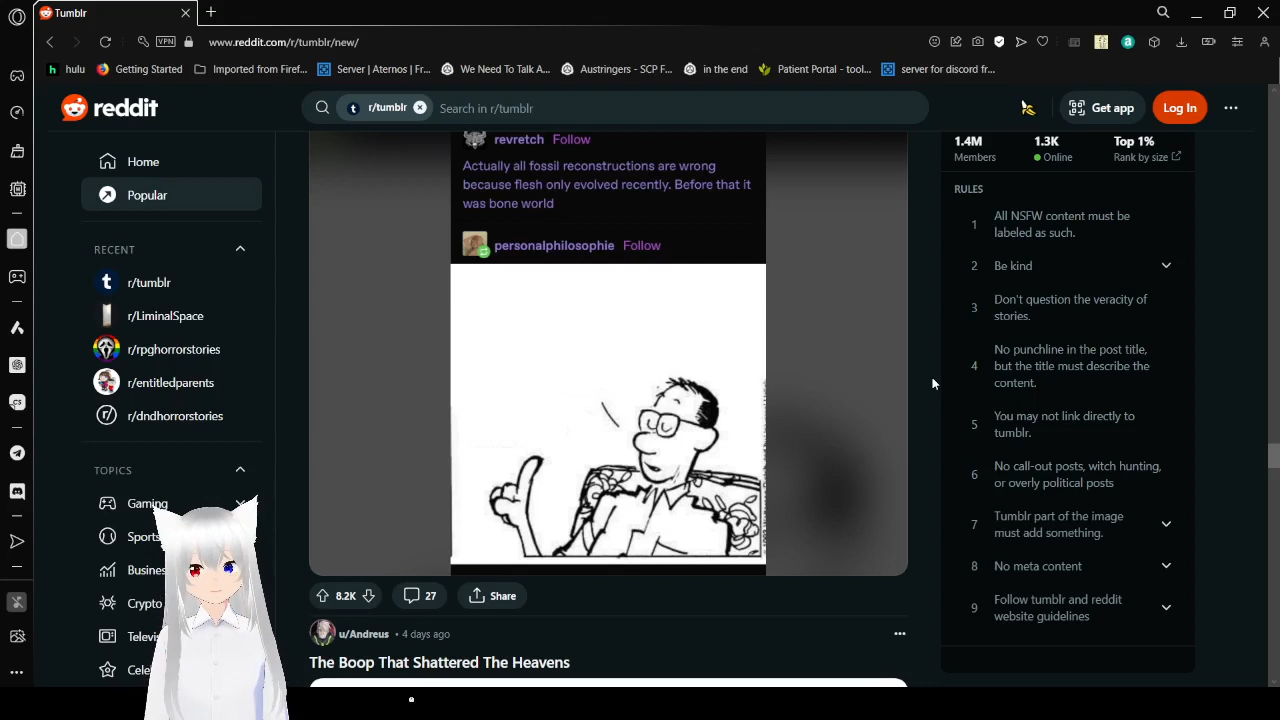 Tumblr
VPN
www.reddit.com/r/tumblr/new/
hulu
Getting Started
Imported from Firef...
Server | Aternos | Fr...
We Need To Talk A...
Austringers - SCP F...
in the end
Patient Portal - tool...
server for discord fr...
reddit
r/tumblr
Search in r/tumblr
Get app
Log In
Home
Popular
RECENT
r/tumblr
r/LiminalSpace
r/rpghorrorstories
r/entitledparents
r/dndhorrorstories
TOPICS
Gaming
Sports
Busines
Crypto
Televis
Cele
revretch Follow
Actually all fossil reconstructions are wrong
because flesh only evolved recently. Before that it
was bone world
personalphilosophie Follow
8.2K
27
Share
u/Andreus • 4 days ago
The Boop That Shattered The Heavens
1.4M
Members
1.3K
Online
Top 1%
Rank by size
RULES
1 All NSFW content must be
labeled as such.
2 Be kind
3 Don't question the veracity of
stories.
4 No punchline in the post title,
but the title must describe the
content.
5 You may not link directly to
tumblr.
6 No call-out posts, witch hunting,
or overly political posts
7 Tumblr part of the image
must add something.
8 No meta content
9 Follow tumblr and reddit
website guidelines